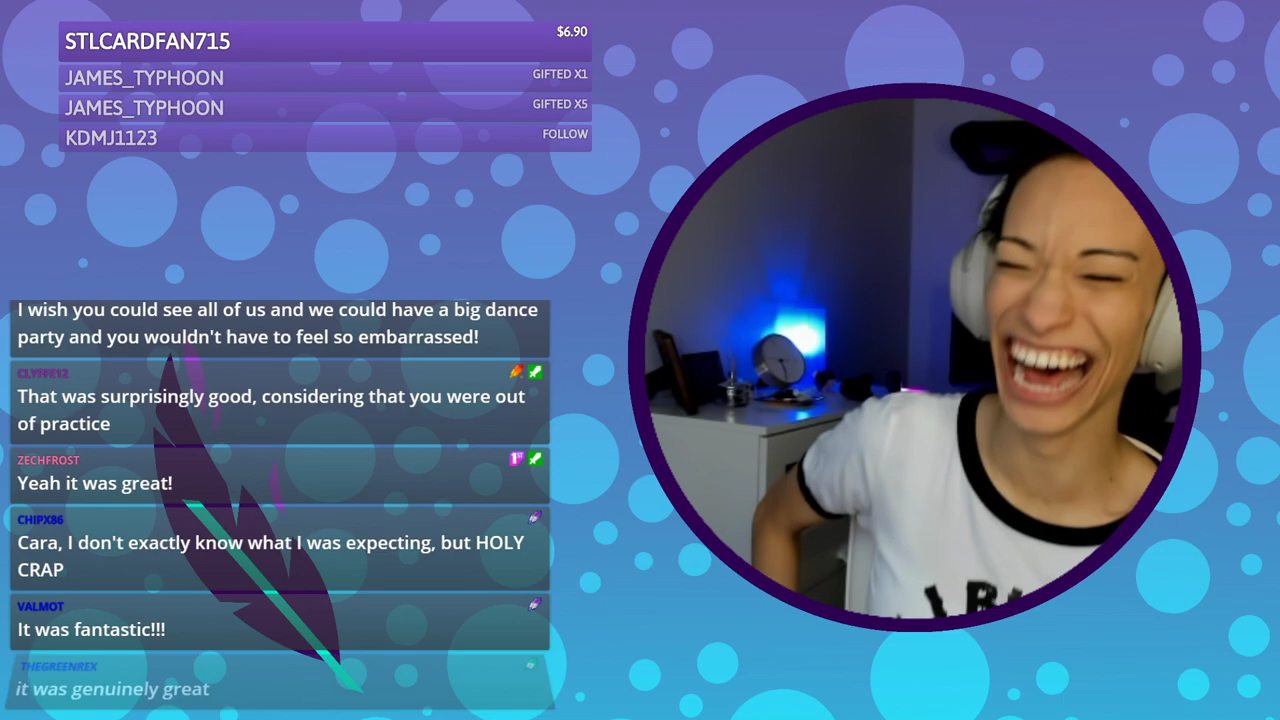 STLCARDFAN715 $6.90
JAMES_TYPHOON GIFTED X1
JAMES_TYPHOON GIFTED X5
KDMJ1123 FOLLOW
I wish you could see all of us and we could have a big dance
party and you wouldn't have to feel so embarrassed!
CLYFFE12
That was surprisingly good, considering that you were out
of practice
ZECHFROST 1ST
Yeah it was great!
CHIPX86
Cara, I don't exactly know what I was expecting, but HOLY
CRAP
VALMOT
It was fantastic!!!
THEGREENREX
it was genuinely great